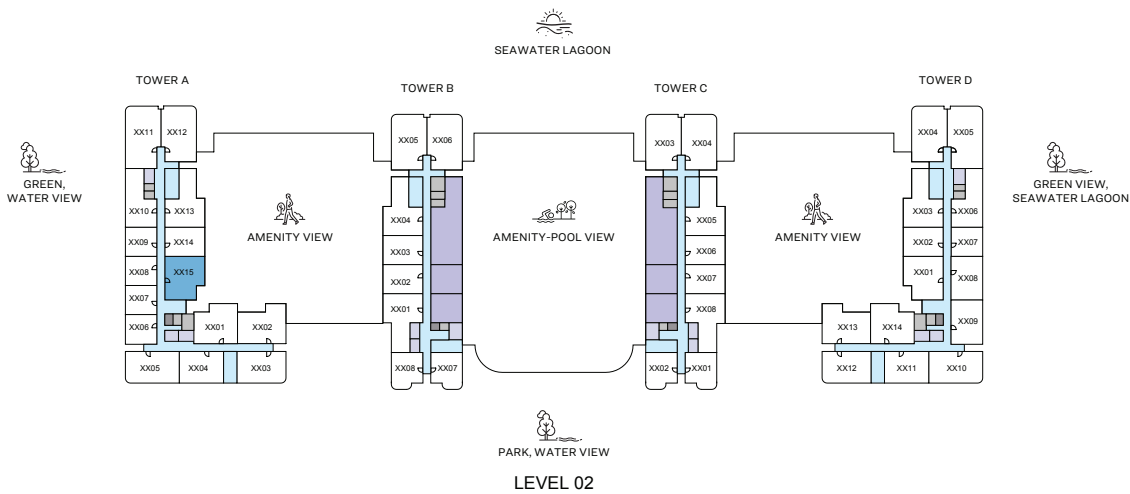 SEAWATER LAGOON
TOWER A
TOWER B
TOWER C
TOWER D
XX11
XX12
XX10
XX13
XX09
XX14
XX08
XX15
XX07
XX06
XX01
XX02
XX05
XX04
XX03
XX05
XX06
XX04
XX03
XX02
XX01
XX08
XX07
XX03
XX04
XX05
XX06
XX07
XX08
XX02
XX01
XX04
XX05
XX03
XX06
XX02
XX07
XX01
XX08
XX09
XX13
XX14
XX12
XX11
XX10
GREEN,
WATER VIEW
AMENITY VIEW
AMENITY-POOL VIEW
AMENITY VIEW
GREEN VIEW,
SEAWATER LAGOON
PARK, WATER VIEW
LEVEL 02